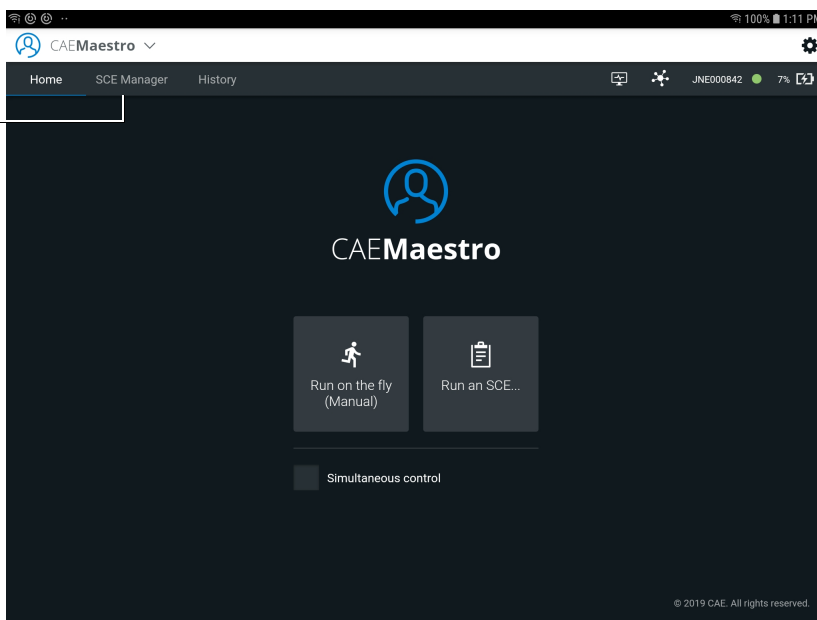 100% 1:11 PM
CAEMaestro
Home SCE Manager History JNE000842 7%
CAEMaestro
Run on the fly
(Manual)
Run an SCE...
Simultaneous control
© 2019 CAE. All rights reserved.